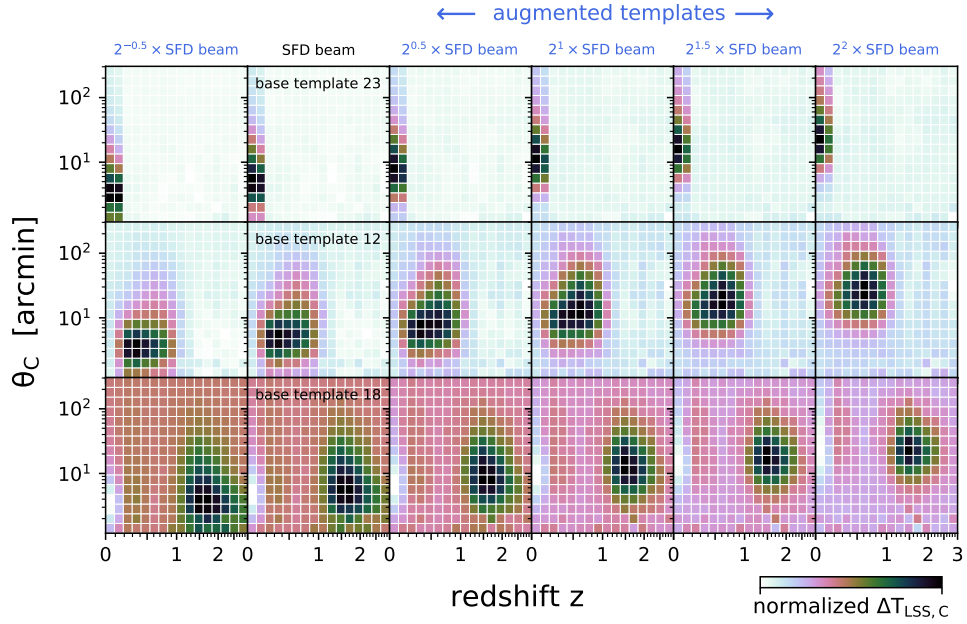 ← augmented templates →
2^−0.5 × SFD beam SFD beam 2^0.5 × SFD beam 2^1 × SFD beam 2^1.5 × SFD beam 2^2 × SFD beam
base template 23
10^2
10^1
base template 12
10^2
10^1
base template 18
10^2
10^1
θ_C [arcmin]
0 1 2 0 1 2 0 1 2 0 1 2 0 1 2 0 1 2 3
redshift z
normalized ΔT_LSS, C